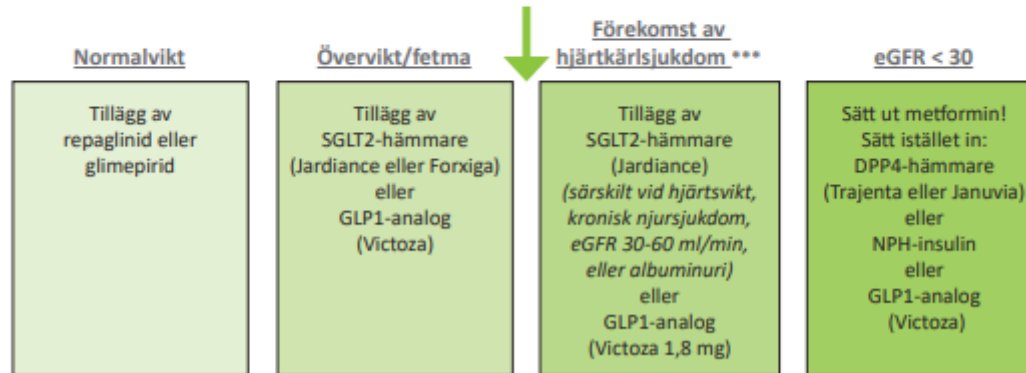 Normalvikt
Tillägg av
repaglinid eller
glimepirid
Övervikt/fetma
Tillägg av
SGLT2-hämmare
(Jardiance eller Forxiga)
eller
GLP1-analog
(Victoza)
Förekomst av
hjärtkärlsjukdom ***
Tillägg av
SGLT2-hämmare
(Jardiance)
(särskilt vid hjärtsvikt,
kronisk njursjukdom,
eGFR 30-60 ml/min,
eller albuminuri)
eller
GLP1-analog
(Victoza 1,8 mg)
eGFR < 30
Sätt ut metformin!
Sätt istället in:
DPP4-hämmare
(Trajenta eller Januvia)
eller
NPH-insulin
eller
GLP1-analog
(Victoza)